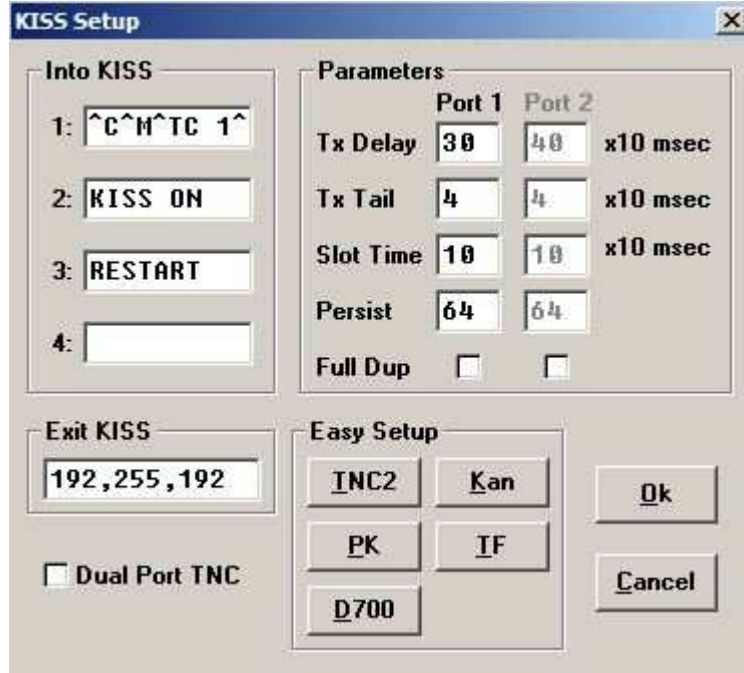 KISS Setup
Into KISS
1: ^C^M^TC 1^
2: KISS ON
3: RESTART
4:
Parameters
Port 1 Port 2
Tx Delay 30 40 x10 msec
Tx Tail 4 4 x10 msec
Slot Time 10 10 x10 msec
Persist 64 64
Full Dup
Exit KISS
192,255,192
Dual Port TNC
Easy Setup
TNC2 Kan
PK TF
D700
Ok
Cancel